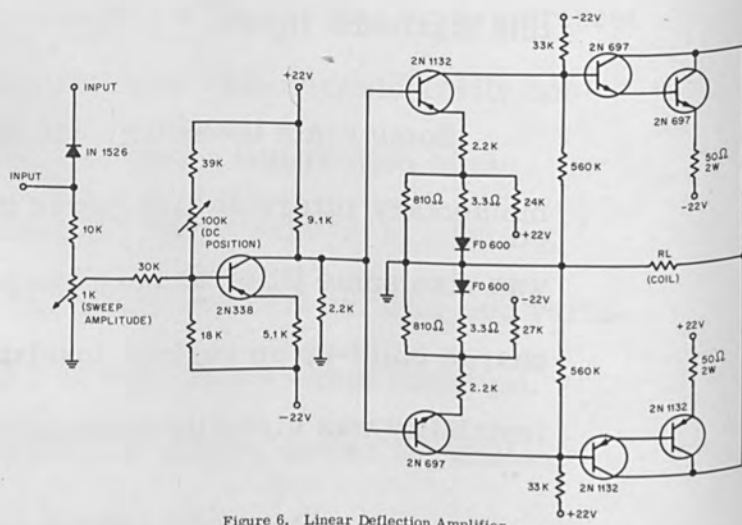 -22V
33K
2N 697
2N 1132
INPUT
+22V
2N 697
IN 1526
39K
2.2K
50Ω
2W
INPUT
560K
810Ω
3.3Ω
24K
-22V
100K
(DC
POSITION)
9.1K
+22V
10K
FD 600
30K
RL
(COIL)
1K
(SWEEP
AMPLITUDE)
2N338
2.2K
FD 600
-22V
+22V
18K
5.1K
810Ω
3.3Ω
27K
50Ω
2W
560K
2.2K
-22V
2N 1132
2N 697
2N 1132
33K
+22V
Figure 6. Linear Deflection Amplifier